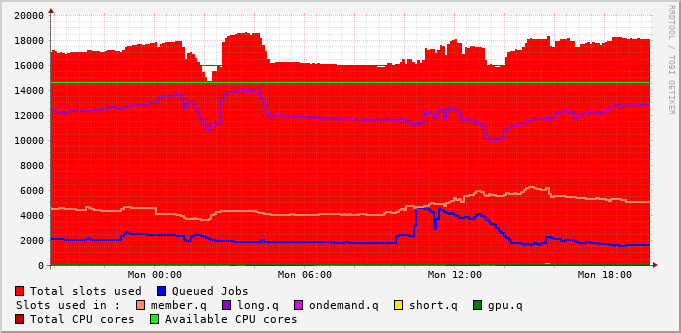 20000
18000
16000
14000
12000
10000
8000
6000
4000
2000
0
Mon 00:00 Mon 06:00 Mon 12:00 Mon 18:00
Total slots used Queued Jobs
Slots used in : member.q long.q ondemand.q short.q gpu.q
Total CPU cores Available CPU cores
RRDTOOL / TOBI OETIKER